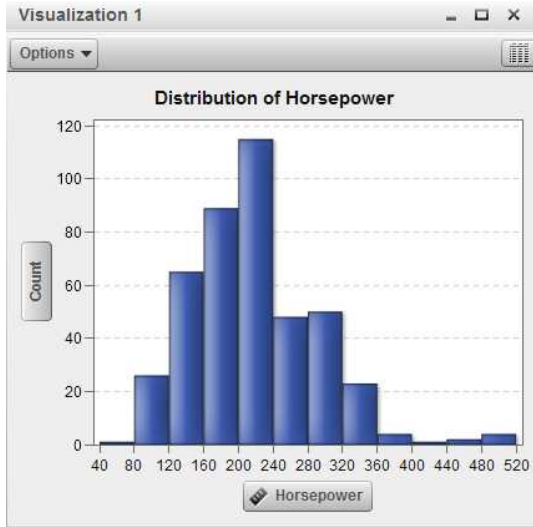 Visualization 1
Options
Distribution of Horsepower
120
100
80
60
40
20
0
Count
40 80 120 160 200 240 280 320 360 400 440 480 520
Horsepower